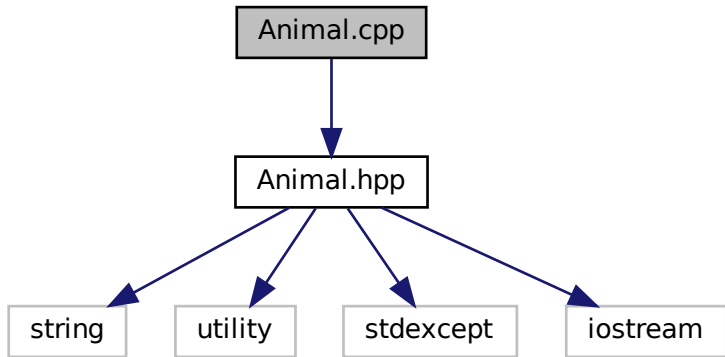 Animal.cpp
Animal.hpp
string
utility
stdexcept
iostream